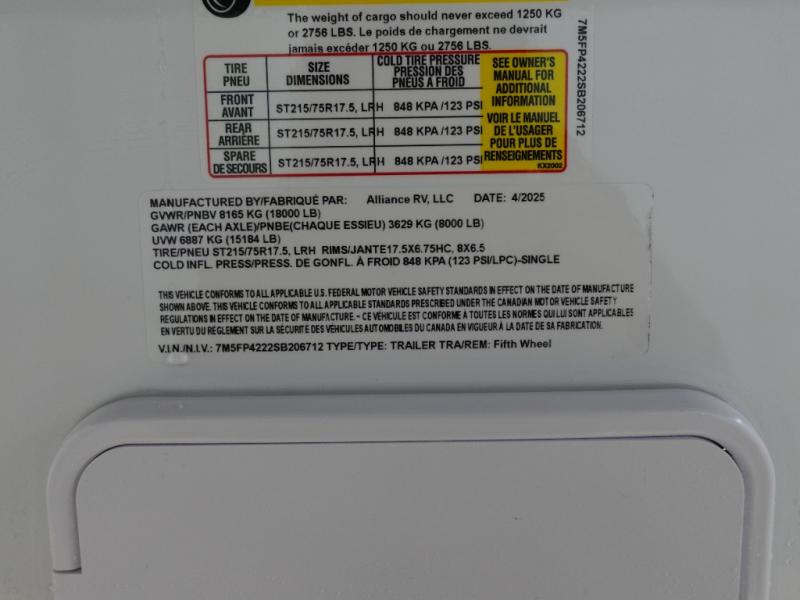 The weight of cargo should never exceed 1250 KG
or 2756 LBS. Le poids de chargement ne devrait
jamais excéder 1250 KG ou 2756 LBS.
TIRE
PNEU
SIZE
DIMENSIONS
COLD TIRE PRESSURE
PRESSION DES
PNEUS A FROID
SEE OWNER'S
MANUAL FOR
ADDITIONAL
INFORMATION
VOIR LE MANUEL
DE L'USAGER
POUR PLUS DE
RENSEIGNEMENTS
KX2002
FRONT
AVANT
ST215/75R17.5, LRH 848 KPA /123 PSI
REAR
ARRIÈRE
ST215/75R17.5, LRH 848 KPA /123 PSI
SPARE
DE SECOURS
ST215/75R17.5, LRH 848 KPA /123 PSI
7M5FP4222SB206712
MANUFACTURED BY/FABRIQUÉ PAR: Alliance RV, LLC DATE: 4/2025
GVWR/PNBV 8165 KG (18000 LB)
GAWR (EACH AXLE)/PNBE(CHAQUE ESSIEU) 3629 KG (8000 LB)
UVW 6887 KG (15184 LB)
TIRE/PNEU ST215/75R17.5, LRH RIMS/JANTE17.5X6.75HC, 8X6.5
COLD INFL. PRESS/PRESS. DE GONFL. À FROID 848 KPA (123 PSI/LPC)-SINGLE
THIS VEHICLE CONFORMS TO ALL APPLICABLE U.S. FEDERAL MOTOR VEHICLE SAFETY STANDARDS IN EFFECT ON THE DATE OF MANUFACTURE
SHOWN ABOVE. THIS VEHICLE CONFORMS TO ALL APPLICABLE STANDARDS PRESCRIBED UNDER THE CANADIAN MOTOR VEHICLE SAFETY
REGULATIONS IN EFFECT ON THE DATE OF MANUFACTURE. - CE VÉHICULE EST CONFORME À TOUTES LES NORMES QUI LUI SONT APPLICABLES
EN VERTU DU RÈGLEMENT SUR LA SÉCURITÉ DES VÉHICULES AUTOMOBILES DU CANADA EN VIGUEUR À LA DATE DE SA FABRICATION.
V.I.N./N.I.V.: 7M5FP4222SB206712 TYPE/TYPE: TRAILER TRA/REM: Fifth Wheel